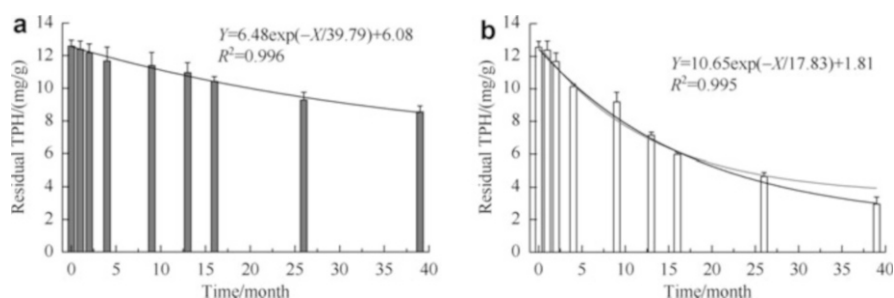 a
Y=6.48exp(−X/39.79)+6.08
R²=0.996
Residual TPH/(mg/g)
14
12
10
8
6
4
2
0
0 5 10 15 20 25 30 35 40
Time/month
b
Y=10.65exp(−X/17.83)+1.81
R²=0.995
Residual TPH/(mg/g)
14
12
10
8
6
4
2
0
0 5 10 15 20 25 30 35 40
Time/month